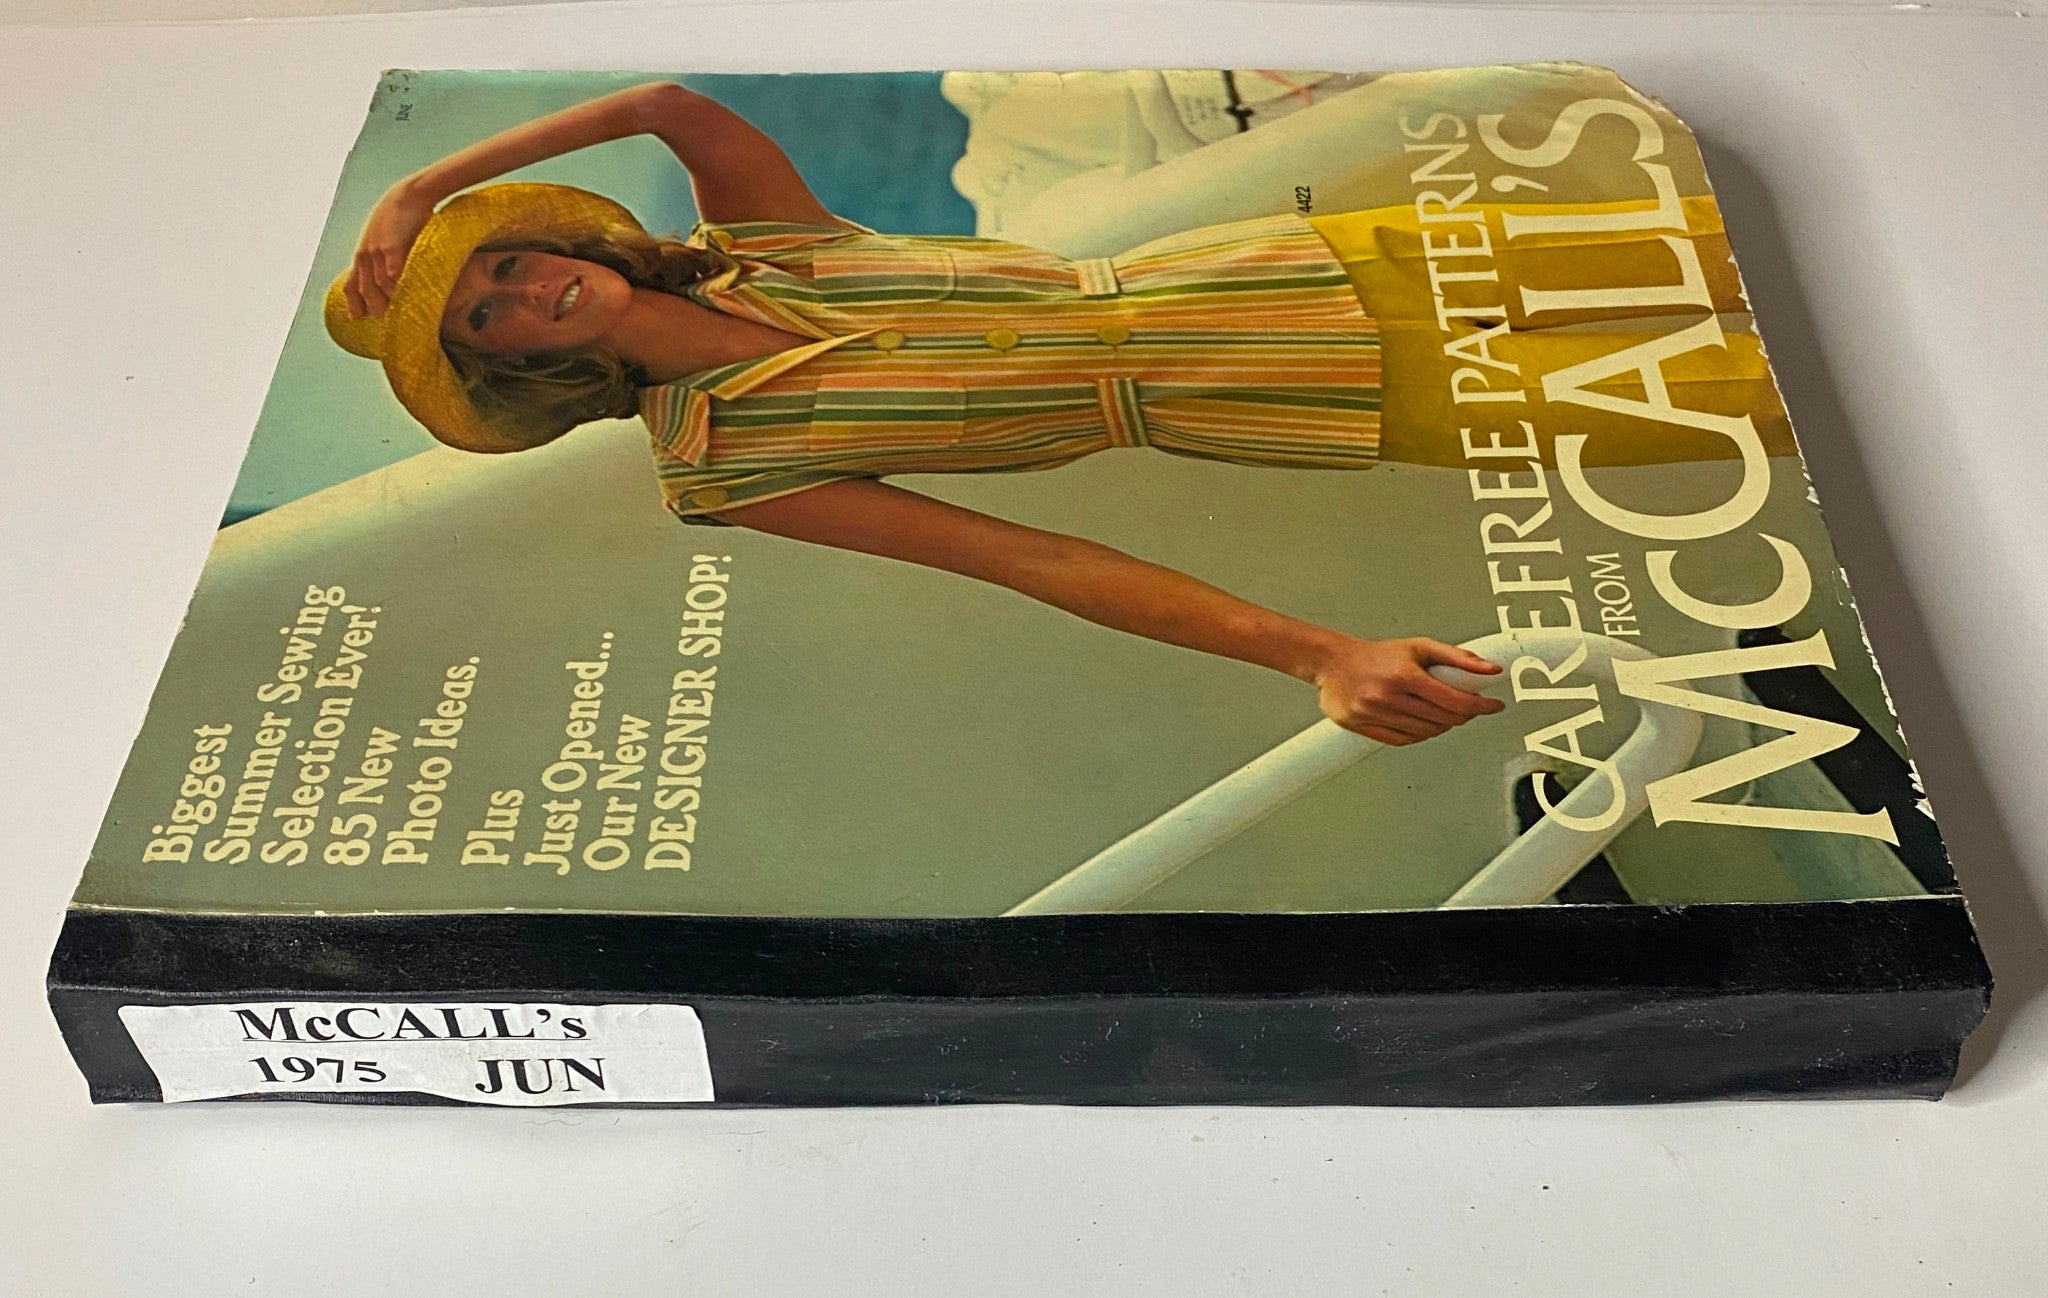 JUNE
Biggest
Summer Sewing
Selection Ever!
85 New
Photo Ideas.
Plus
Just Opened...
Our New
DESIGNER SHOP!
4422
CAREFREE PATTERNS
FROM
McCALL'S
McCALL's
1975 JUN